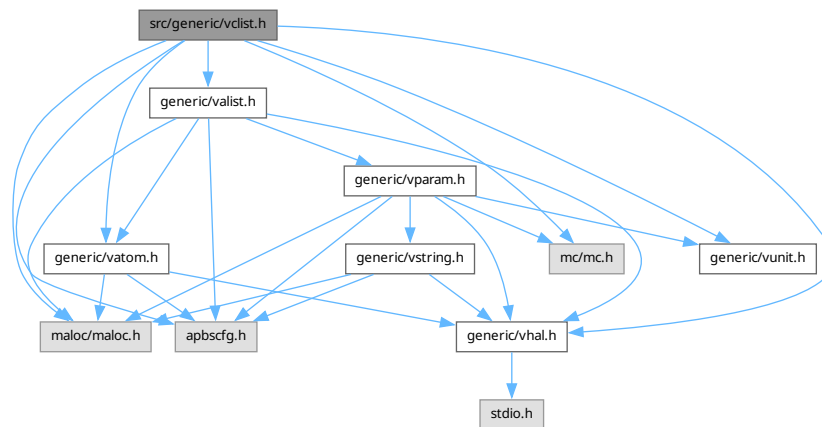 src/generic/vclist.h
generic/valist.h
generic/vparam.h
generic/vatom.h
generic/vstring.h
mc/mc.h
generic/vunit.h
maloc/maloc.h
apbscfg.h
generic/vhal.h
stdio.h